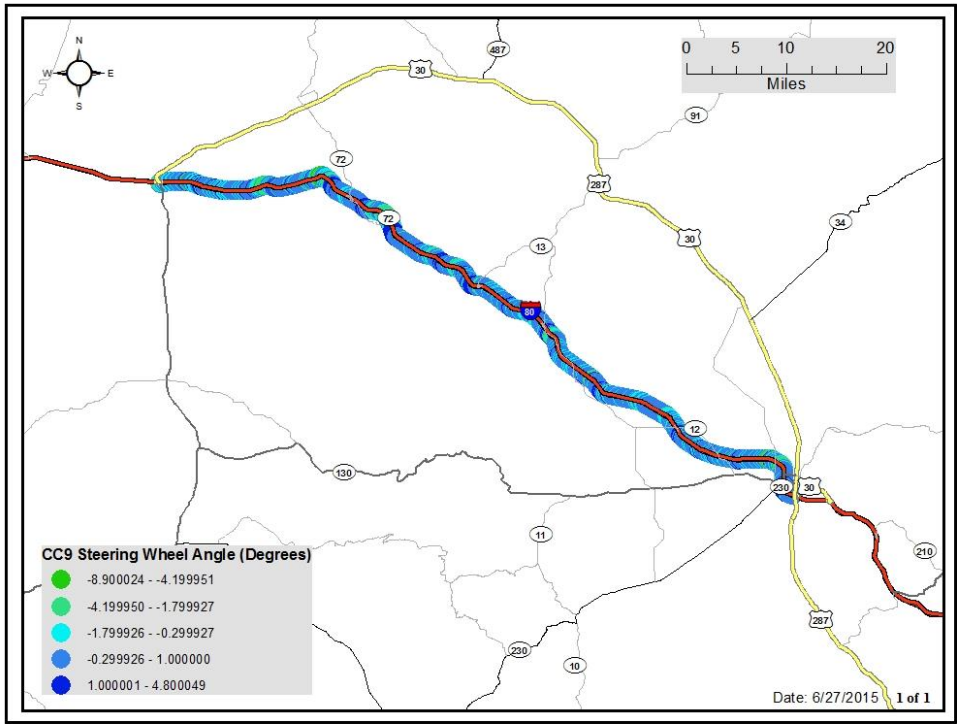 N
W E
S
0 5 10 20
Miles
487
30
91
72
287
72
34
30
13
80
12
130
230 30
11
210
CC9 Steering Wheel Angle (Degrees)
-8.900024 - -4.199951
-4.199950 - -1.799927
-1.799926 - -0.299927
-0.299926 - 1.000000
1.000001 - 4.800049
287
230
10
Date: 6/27/2015 1 of 1